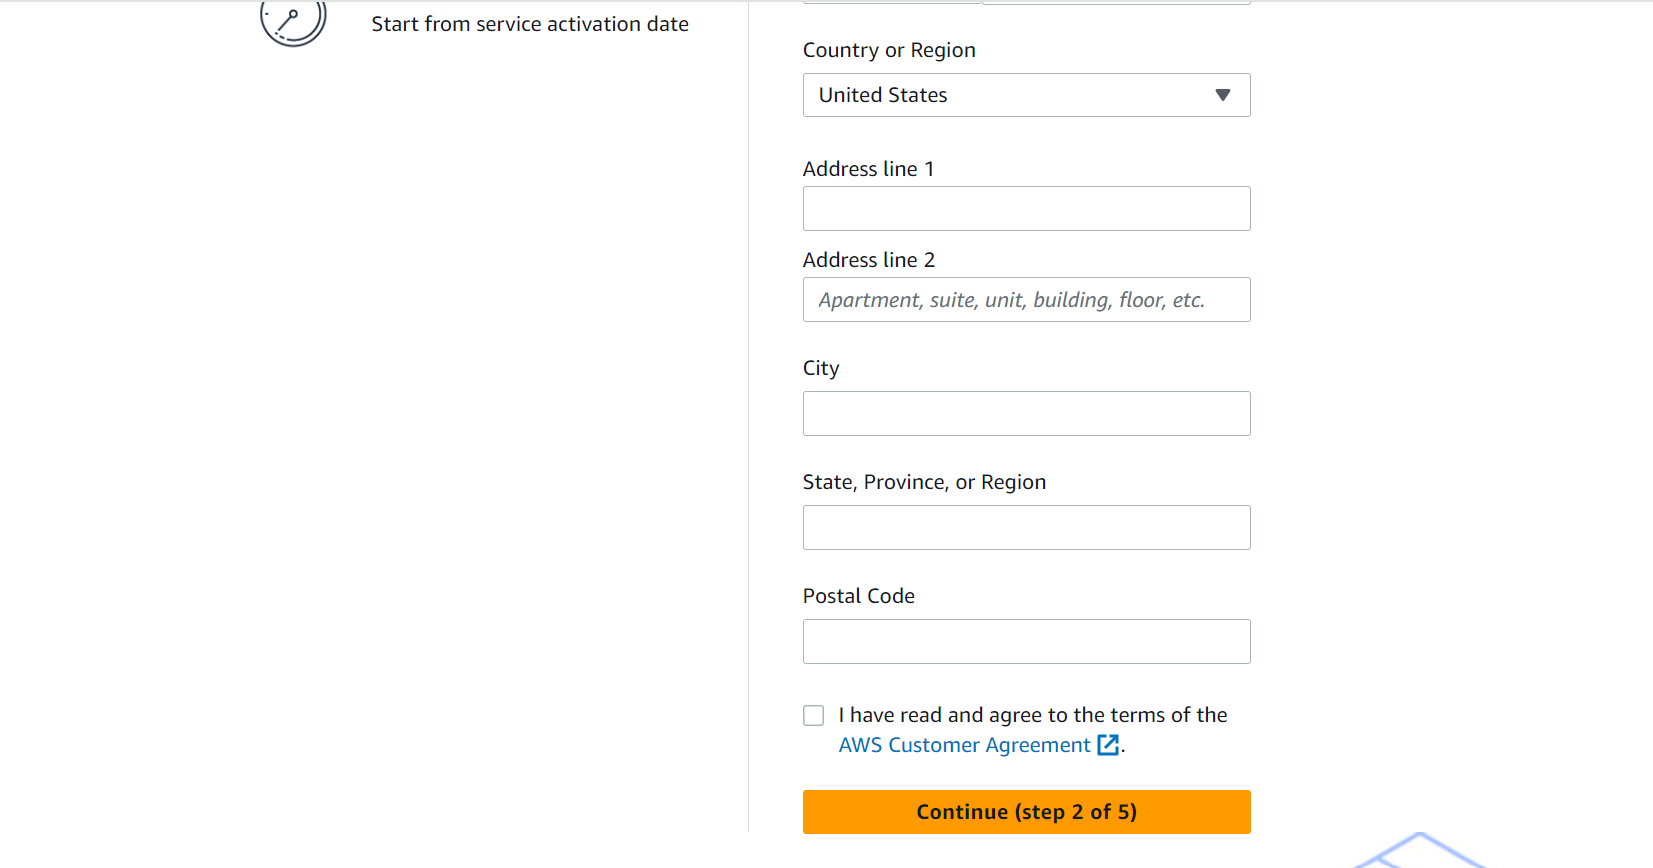 Start from service activation date
Country or Region
United States
Address line 1
Address line 2
Apartment, suite, unit, building, floor, etc.
City
State, Province, or Region
Postal Code
I have read and agree to the terms of the
AWS Customer Agreement .
Continue (step 2 of 5)